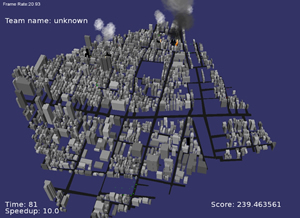 Frame Rate:20.93
Team name: unknown
Time: 81
Speedup: 10.0
Score: 239.463561